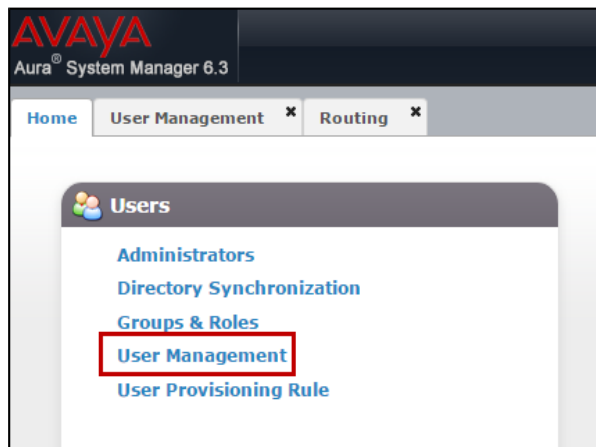 AVAYA
Aura® System Manager 6.3
Home User Management ✖ Routing ✖
Users
Administrators
Directory Synchronization
Groups & Roles
User Management
User Provisioning Rule